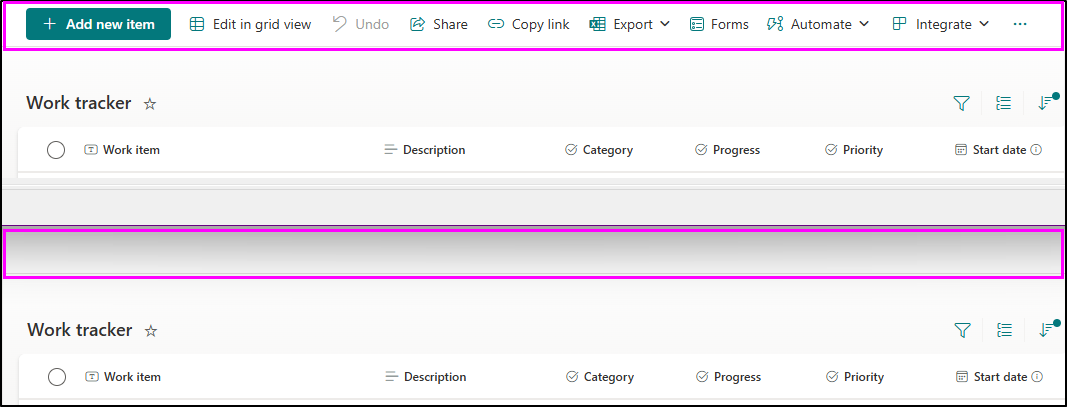 Add new item Edit in grid view Undo Share Copy link Export Forms Automate Integrate ...
Work tracker
Work item Description Category Progress Priority Start date
Work tracker
Work item Description Category Progress Priority Start date